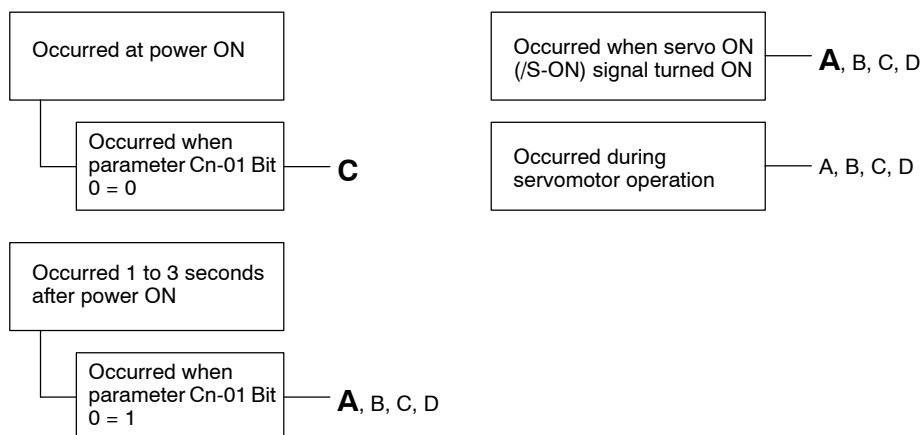 Occurred at power ON
Occurred when
parameter Cn-01 Bit
0 = 0
C
Occurred 1 to 3 seconds
after power ON
Occurred when
parameter Cn-01 Bit
0 = 1
A, B, C, D
Occurred when servo ON
(/S-ON) signal turned ON
A, B, C, D
Occurred during
servomotor operation
A, B, C, D